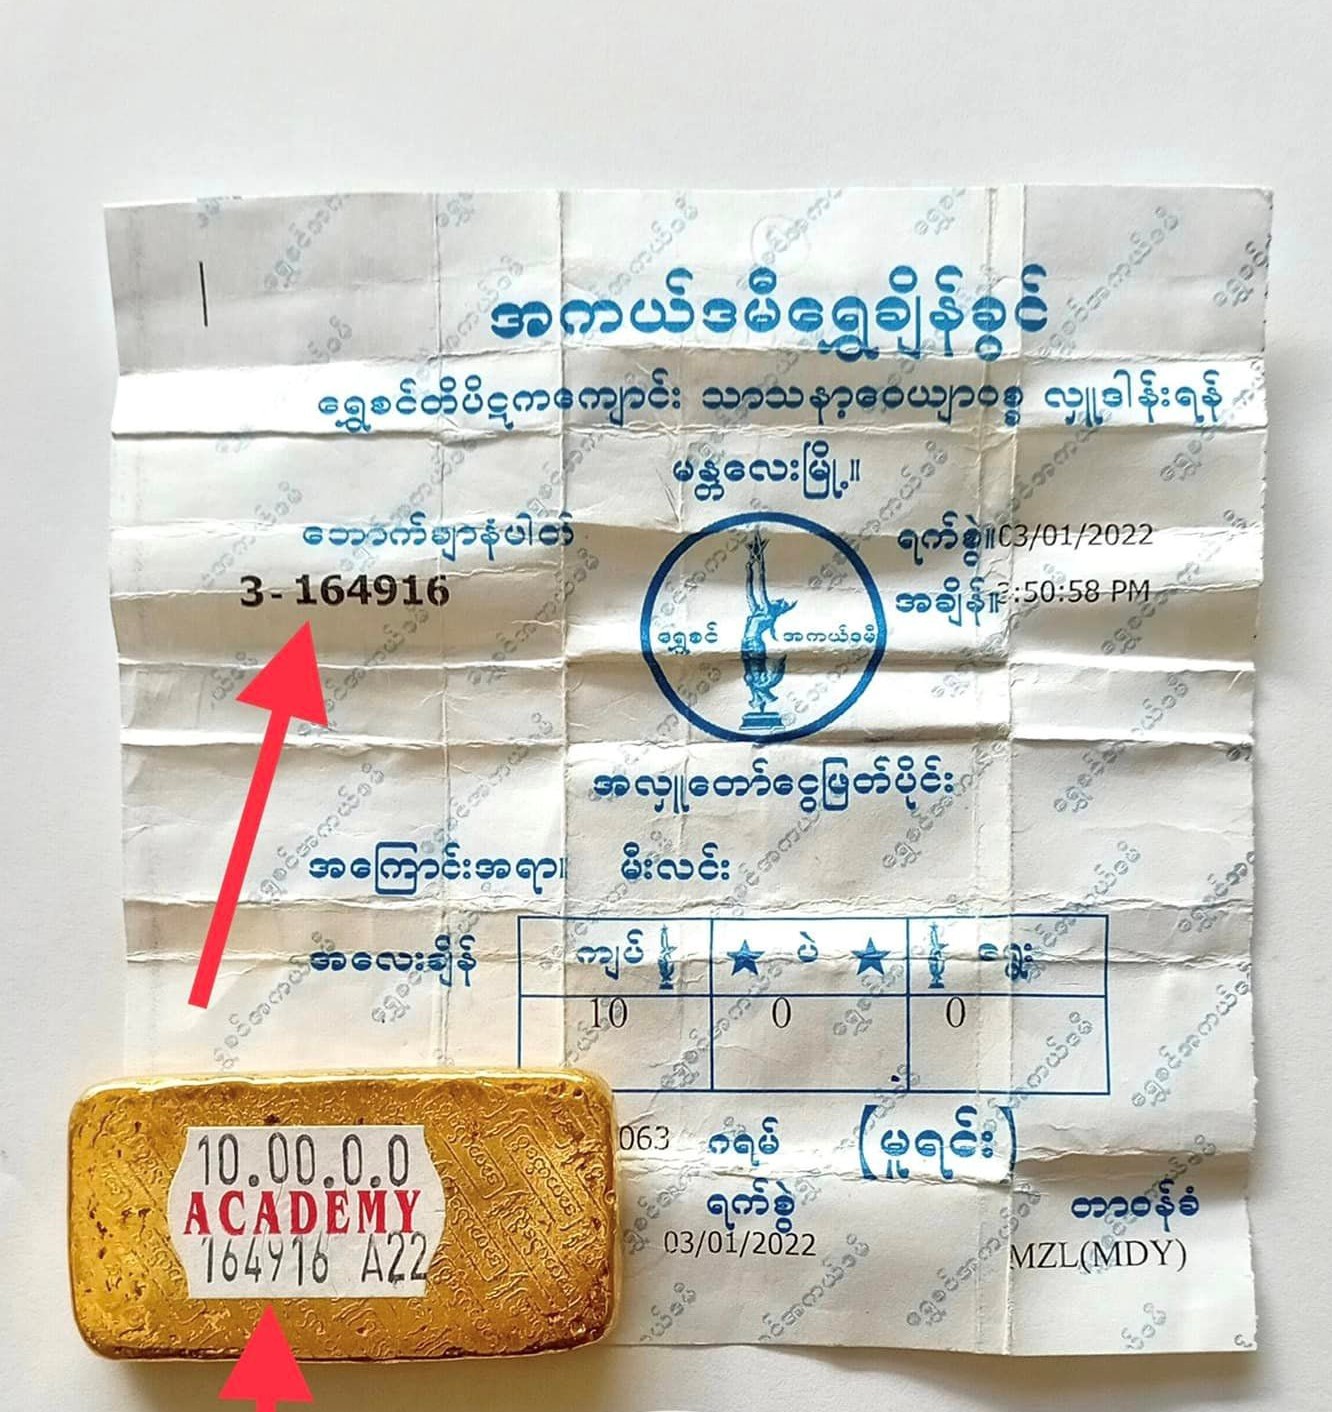 အကယ်ဒမီရွှေချိန်ခွင်
ရွှေစင်တိပိဋကကျောင်း သာသနာ့ဝေယျာဝစ္စ လှူဒါန်းရန်
မန္တလေးမြို့။
ဘောက်ချာနံပါတ်
ရက်စွဲ။03/01/2022
3-164916
အချိန်။:50:58 PM
ရွှေစင် အကယ်ဒမီ
အလှူတော်ငွေဖြတ်ပိုင်း
အကြောင်းအရာ။ မီးလင်း
အလေးချိန် ကျပ် ပဲ ရွေး
10 0 0
063 ဂရမ် (မူရင်း)
ရက်စွဲ တာဝန်ခံ
03/01/2022 MZL(MDY)
10.00.0.0
ACADEMY
164916 A22